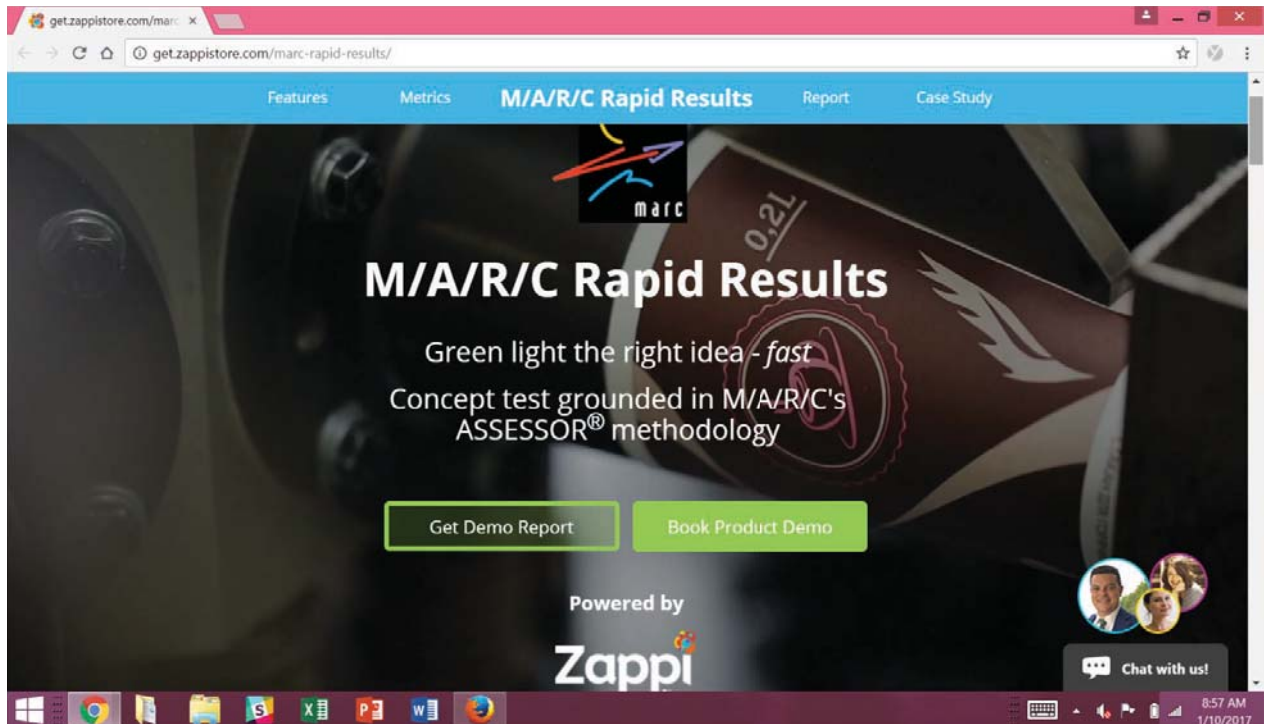 get.zappistore.com/marc
get.zappistore.com/marc-rapid-results/
Features Metrics M/A/R/C Rapid Results Report Case Study
marc
0,2L
M/A/R/C Rapid Results
Green light the right idea - fast
Concept test grounded in M/A/R/C's
ASSESSOR® methodology
Get Demo Report Book Product Demo
Powered by
Zappi
Chat with us!
8:57 AM
1/10/2017